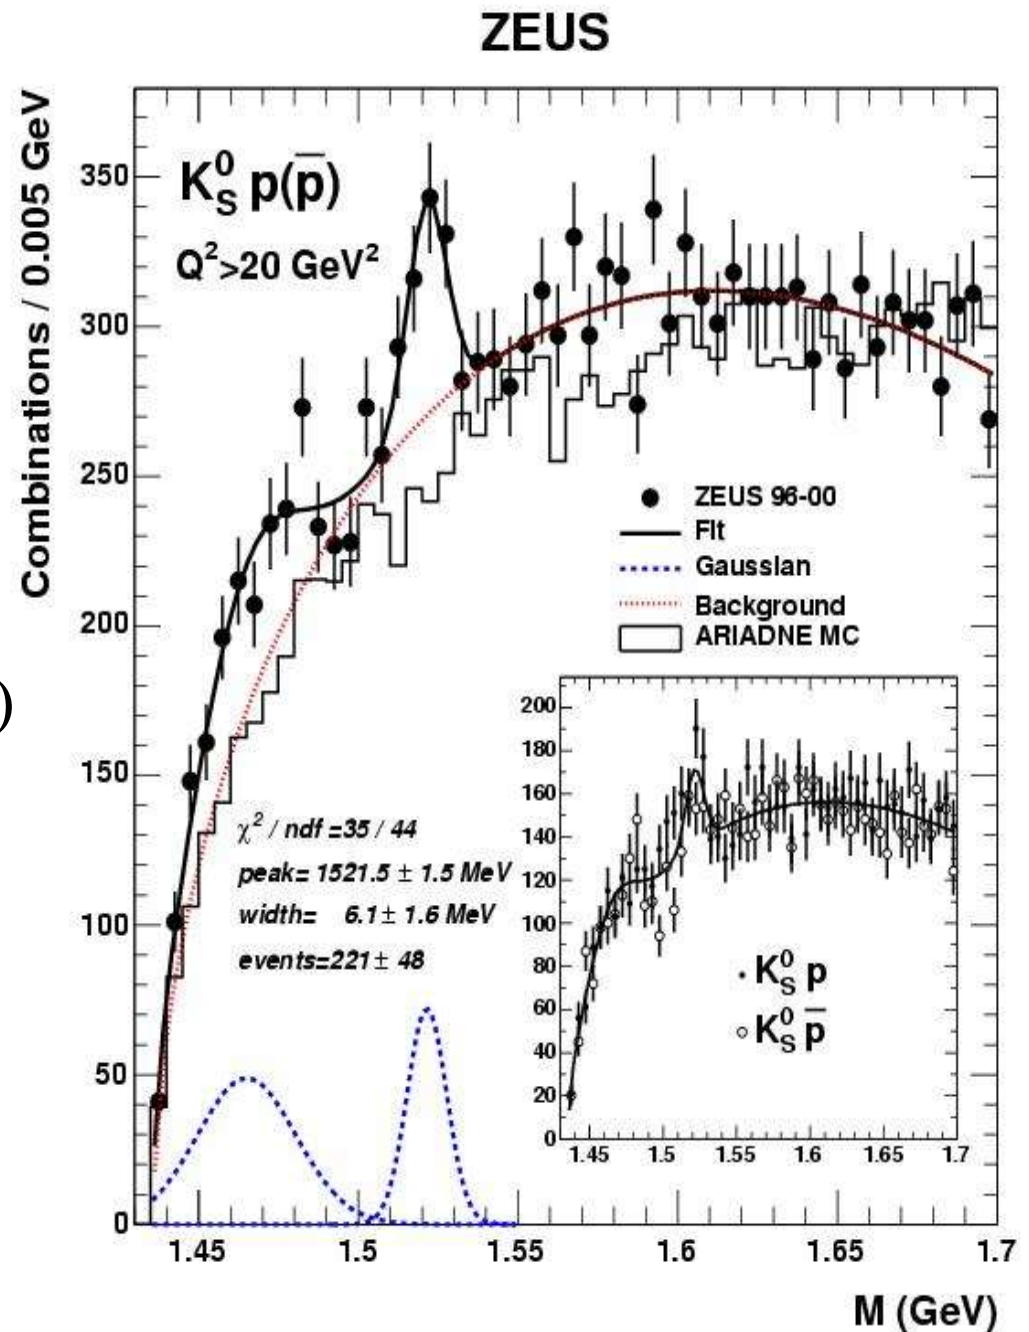 ZEUS
Combinations / 0.005 GeV
K⁰_S p(p̅)
Q²>20 GeV²
350
300
250
200
150
100
50
0
ZEUS 96-00
Fit
Gaussian
Background
ARIADNE MC
)
χ² / ndf =35 / 44
peak= 1521.5 ± 1.5 MeV
width= 6.1 ± 1.6 MeV
events=221 ± 48
200
180
160
140
120
100
80
60
40
20
0
K⁰_S p
K⁰_S p̅
1.45 1.5 1.55 1.6 1.65 1.7
1.45 1.5 1.55 1.6 1.65 1.7
M (GeV)